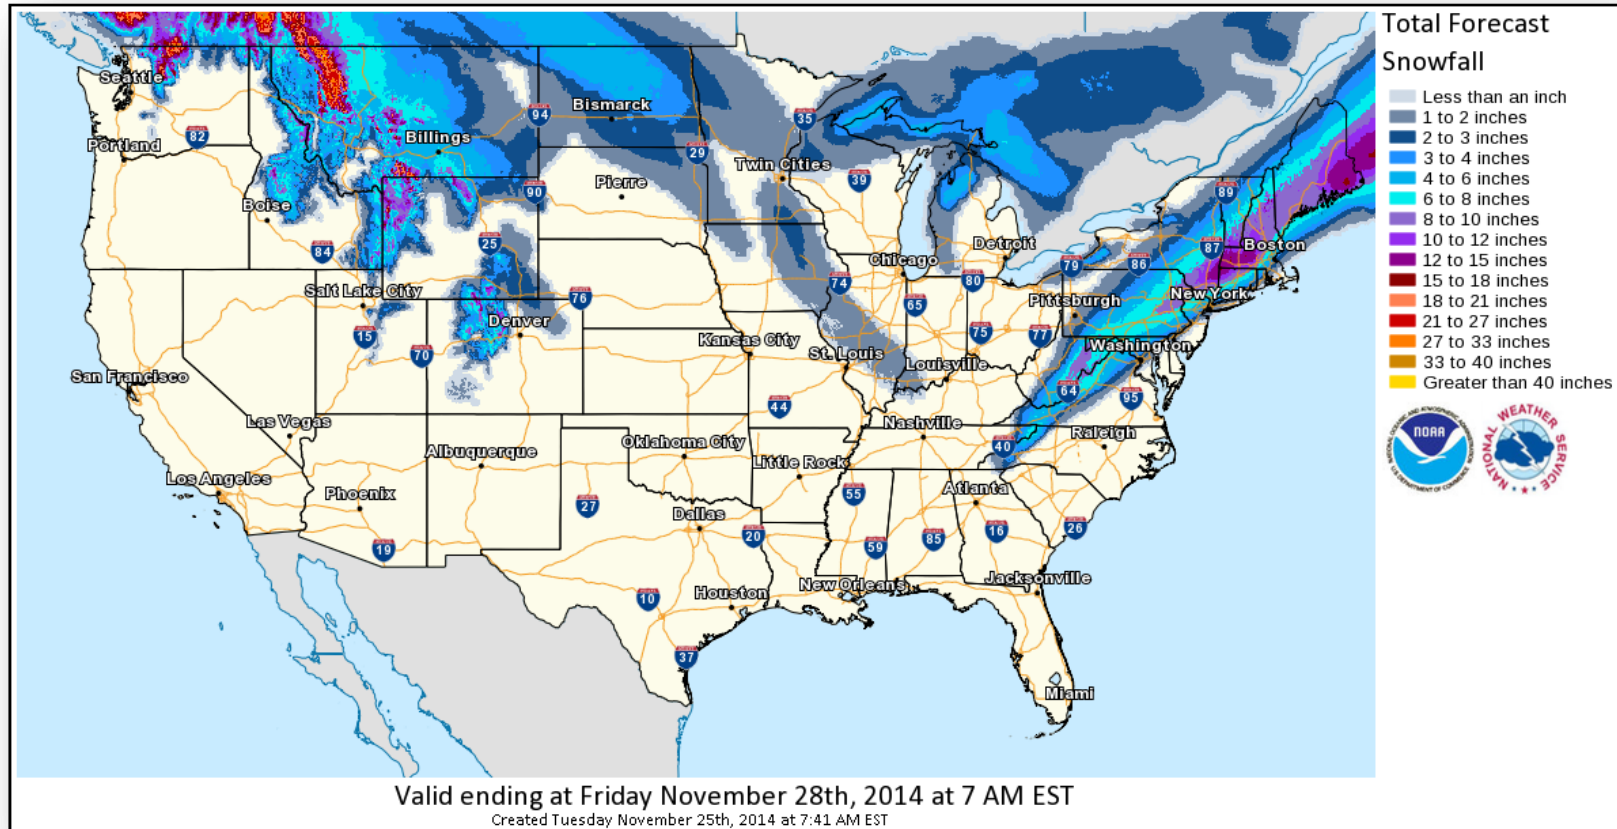 Total Forecast
Snowfall
Less than an inch
1 to 2 inches
2 to 3 inches
3 to 4 inches
4 to 6 inches
6 to 8 inches
8 to 10 inches
10 to 12 inches
12 to 15 inches
15 to 18 inches
18 to 21 inches
21 to 27 inches
27 to 33 inches
33 to 40 inches
Greater than 40 inches
NOAA
NATIONAL WEATHER SERVICE
Seattle
94
Bismarck
35
82
Portland
Billings
29
Twin Cities
39
90
Pierre
89
Boise
84
25
Detroit
87
Boston
Chicago
79
86
74
80
Salt Lake City
76
65
Pittsburgh
New York
Denver
15
70
75
77
Kansas City
St. Louis
Louisville
Washington
San Francisco
64
95
44
Las Vegas
Nashville
Raleigh
Albuquerque
Oklahoma City
40
Little Rock
Los Angeles
Phoenix
55
Atlanta
27
Dallas
20
16
26
19
59
85
10
Houston
New Orleans
Jacksonville
37
Miami
Valid ending at Friday November 28th, 2014 at 7 AM EST
Created Tuesday November 25th, 2014 at 7:41 AM EST